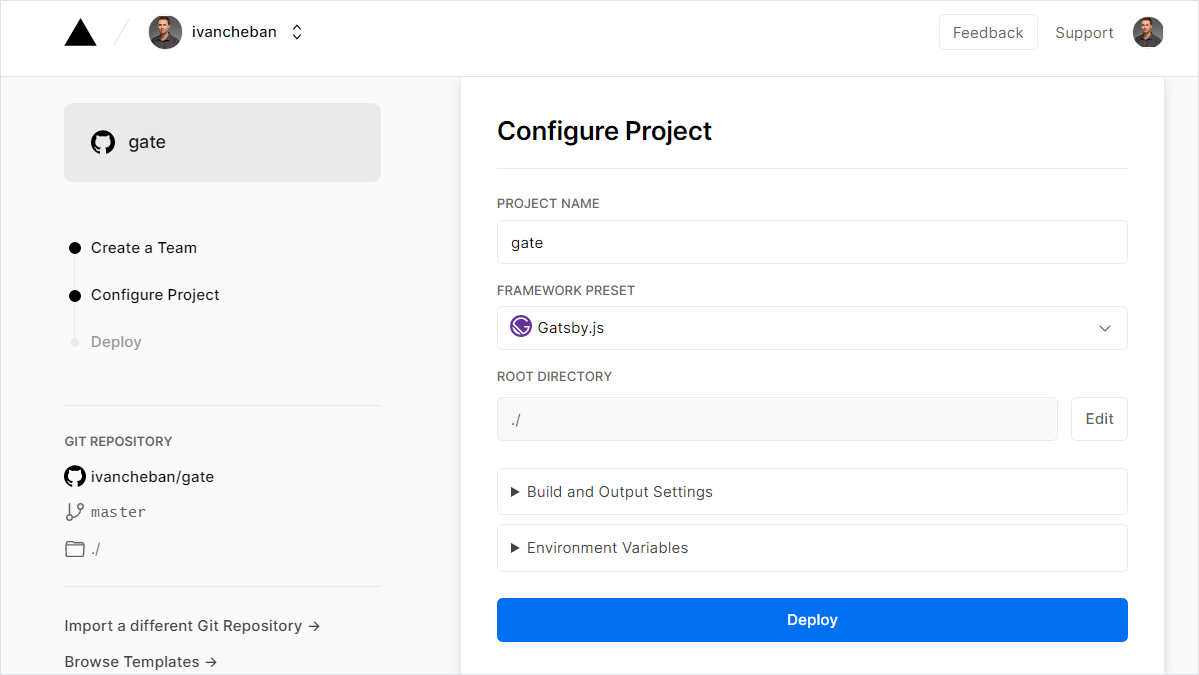 ivancheban
Feedback
Support
gate
Create a Team
Configure Project
Deploy
GIT REPOSITORY
ivancheban/gate
master
./
Import a different Git Repository →
Browse Templates →
Configure Project
PROJECT NAME
gate
FRAMEWORK PRESET
Gatsby.js
ROOT DIRECTORY
./
Edit
Build and Output Settings
Environment Variables
Deploy